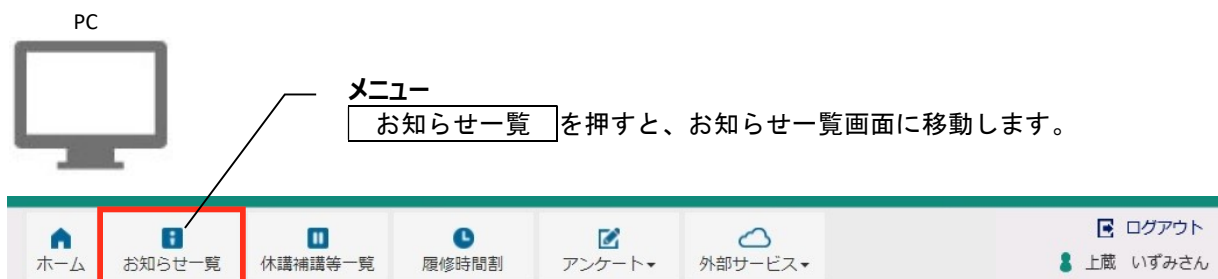 PC
メニュー
お知らせ一覧 を押すと、お知らせ一覧画面に移動します。
ログアウト
ホーム お知らせ一覧 休講補講等一覧 履修時間割 アンケート▾ 外部サービス▾ 上蔵 いずみさん